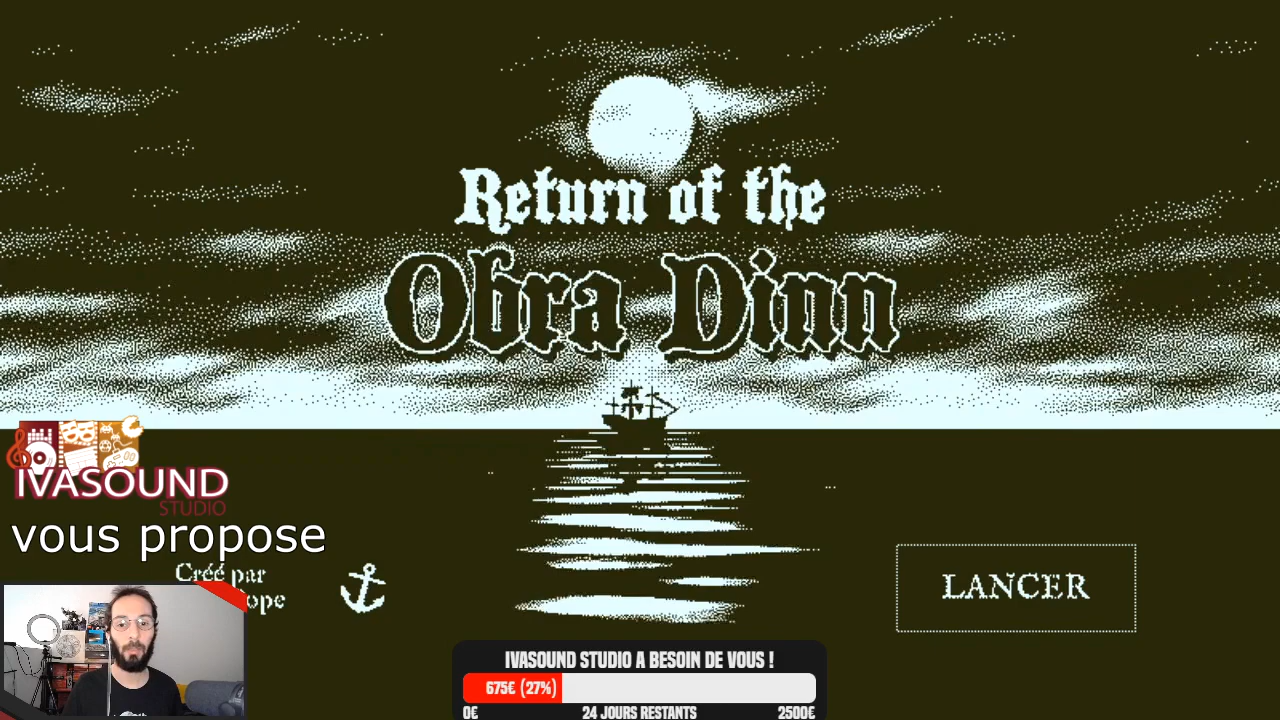 Return of the
Obra Dinn
IVASOUND
STUDIO
vous propose
Créé par
ope
LANCER
IVASOUND STUDIO A BESOIN DE VOUS !
675€ (27%)
0€ 24 JOURS RESTANTS 2500€